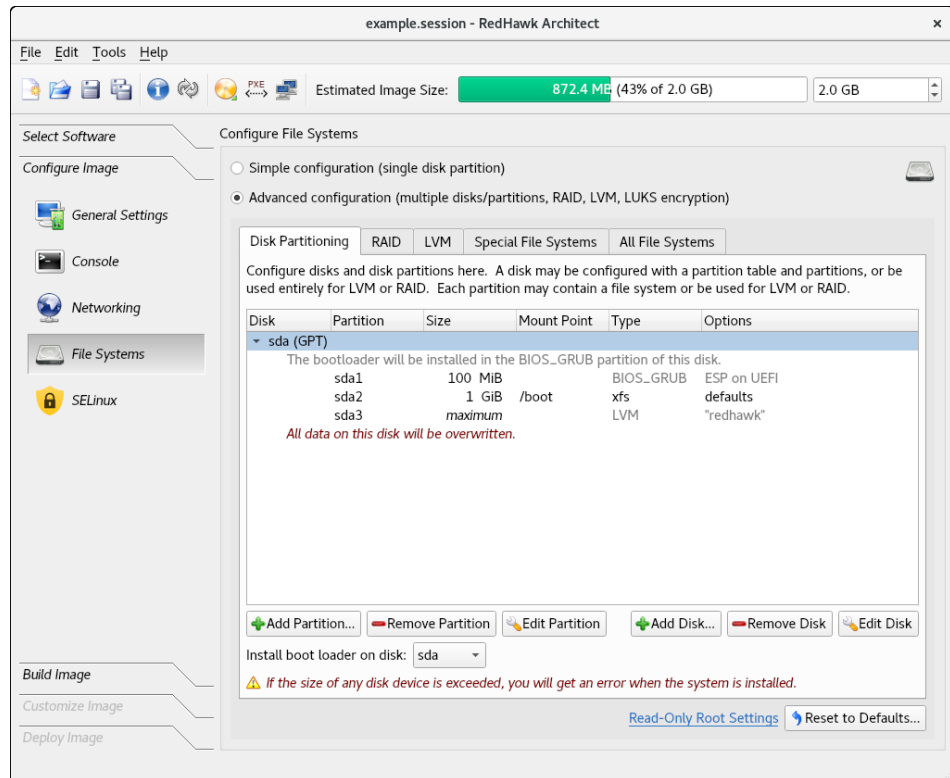 example.session - RedHawk Architect ×
File Edit Tools Help
PXE Estimated Image Size: 872.4 MB (43% of 2.0 GB) 2.0 GB
Select Software
Configure Image
General Settings
Console
Networking
File Systems
SELinux
Build Image
Customize Image
Deploy Image
Configure File Systems
Simple configuration (single disk partition)
Advanced configuration (multiple disks/partitions, RAID, LVM, LUKS encryption)
Disk Partitioning RAID LVM Special File Systems All File Systems
Configure disks and disk partitions here. A disk may be configured with a partition table and partitions, or be
used entirely for LVM or RAID. Each partition may contain a file system or be used for LVM or RAID.
Disk Partition Size Mount Point Type Options
sda (GPT)
The bootloader will be installed in the BIOS_GRUB partition of this disk.
sda1 100 MiB BIOS_GRUB ESP on UEFI
sda2 1 GiB /boot xfs defaults
sda3 maximum LVM "redhawk"
All data on this disk will be overwritten.
Add Partition... Remove Partition Edit Partition Add Disk... Remove Disk Edit Disk
Install boot loader on disk: sda
If the size of any disk device is exceeded, you will get an error when the system is installed.
Read-Only Root Settings Reset to Defaults...